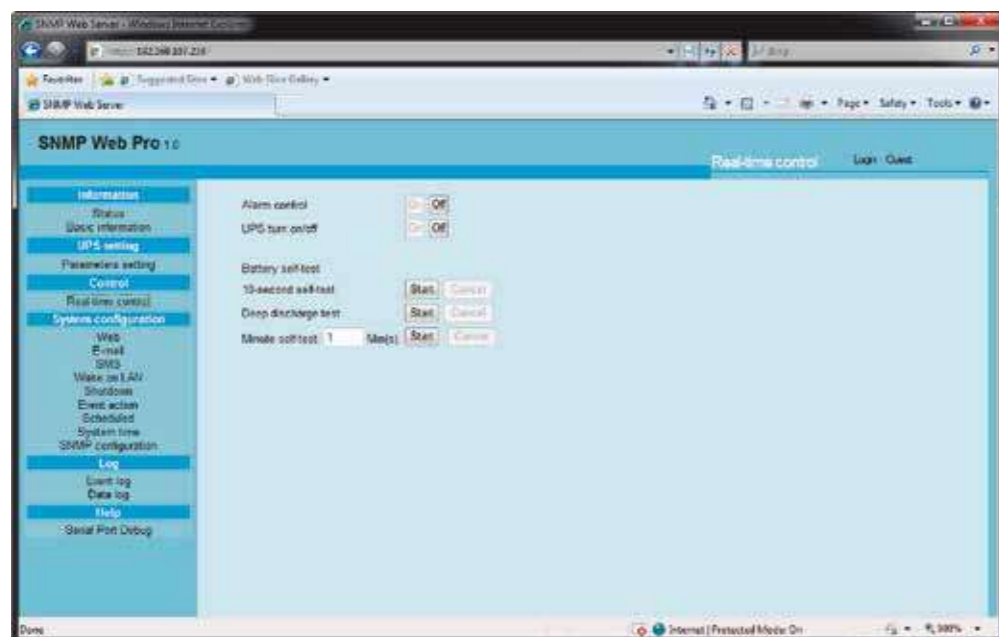 SNMP Web Server - Windows Internet Explorer
Favorites Suggested Sites Web Slice Gallery
SNMP Web Server
Page Safety Tools
SNMP Web Pro 1.0
Real-time control Login : Guest
Information
Status
Basic information
UPS setting
Parameters setting
Control
Real-time control
System configuration
Web
E-mail
SMS
Wake on LAN
Shutdown
Event action
Scheduled
System time
SNMP configuration
Log
Event log
Data log
Help
Serial Port Debug
Alarm control On Off
UPS turn on/off On Off
Battery self-test
10-second self-test Start Cancel
Deep discharge test Start Cancel
Minute self-test 1 Min(s) Start Cancel
Done
Internet | Protected Mode: On
100%